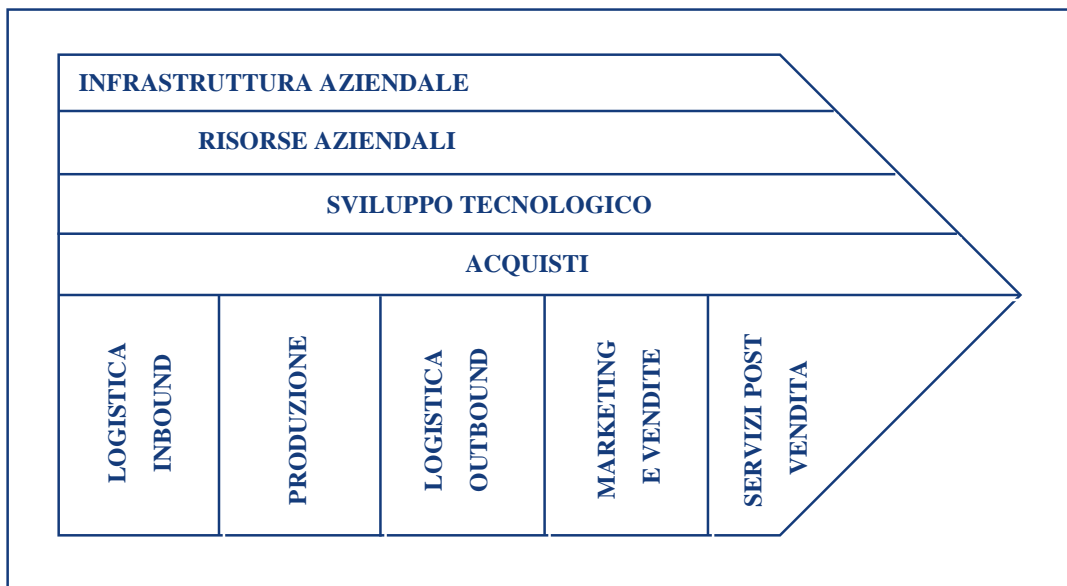 INFRASTRUTTURA AZIENDALE
RISORSE AZIENDALI
SVILUPPO TECNOLOGICO
ACQUISTI
LOGISTICA
INBOUND
PRODUZIONE
LOGISTICA
OUTBOUND
MARKETING
E VENDITE
SERVIZI POST
VENDITA